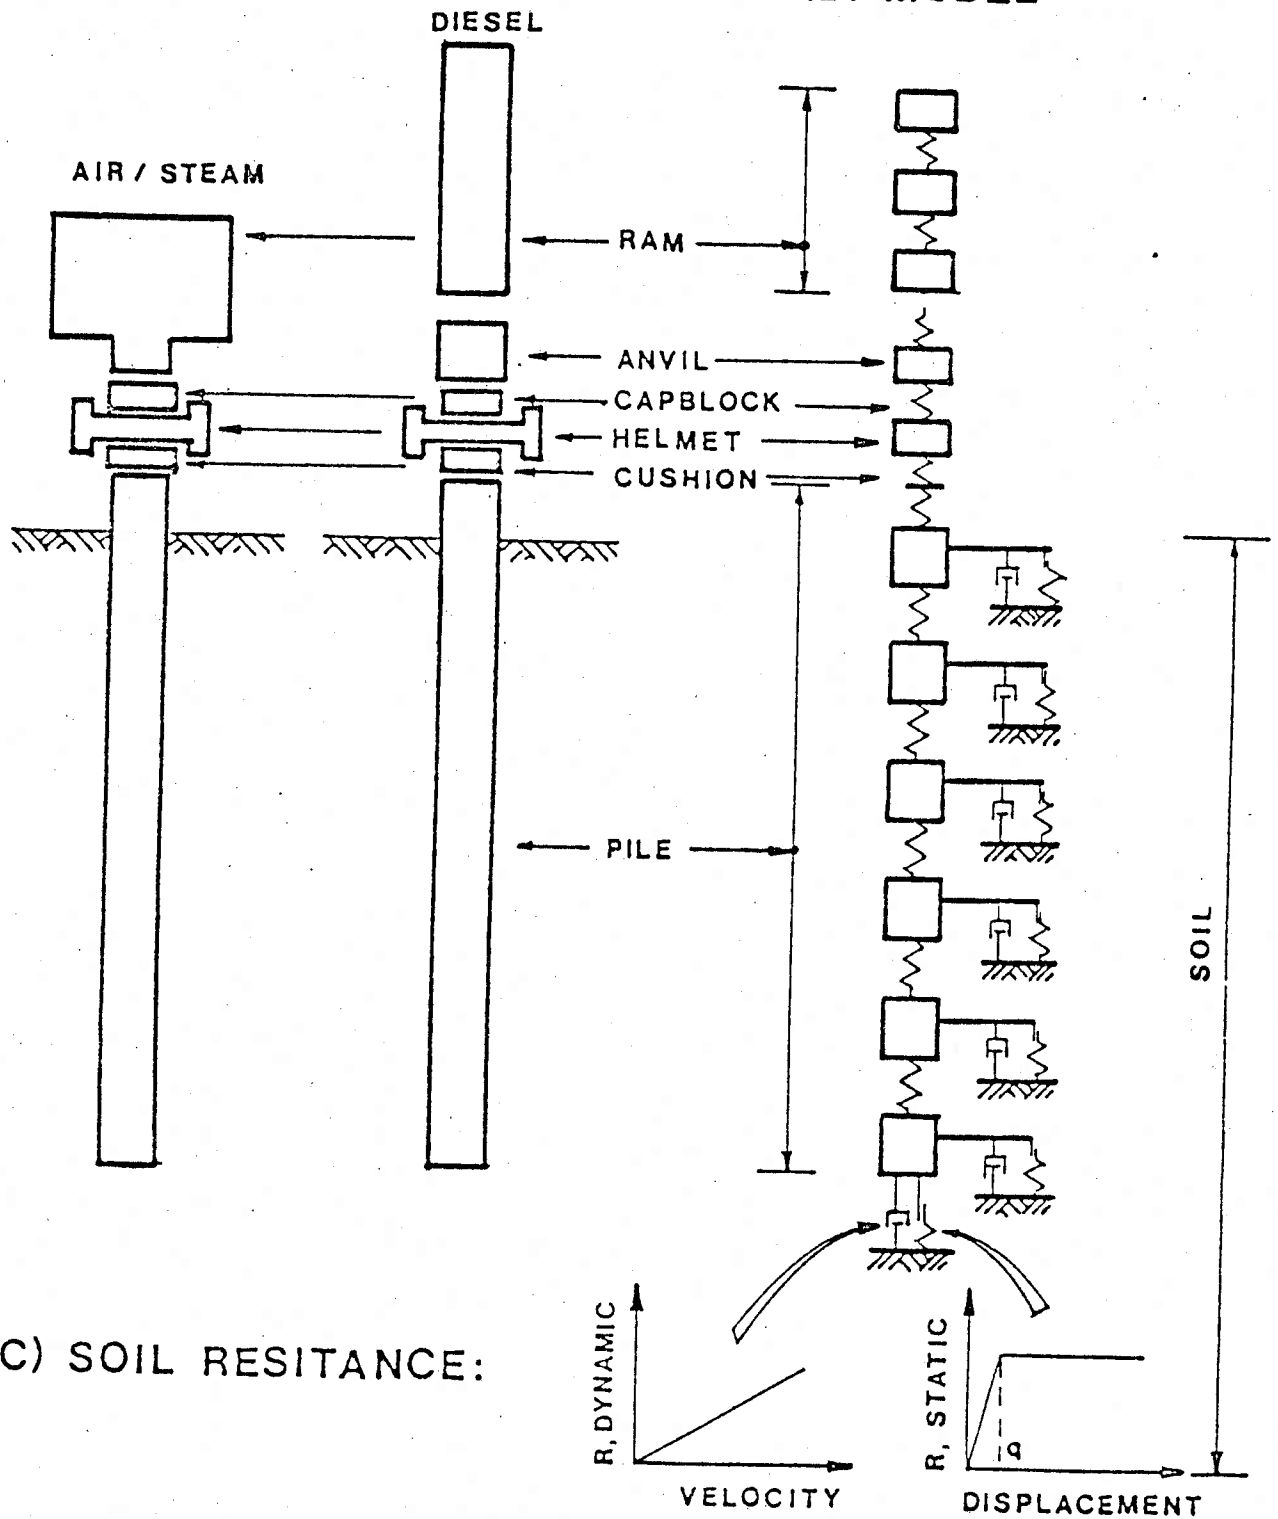 DIESEL
AIR / STEAM
RAM
ANVIL
CAPBLOCK
HELMET
CUSHION
PILE
SOIL
C) SOIL RESITANCE:
R, DYNAMIC
VELOCITY
R, STATIC
q
DISPLACEMENT